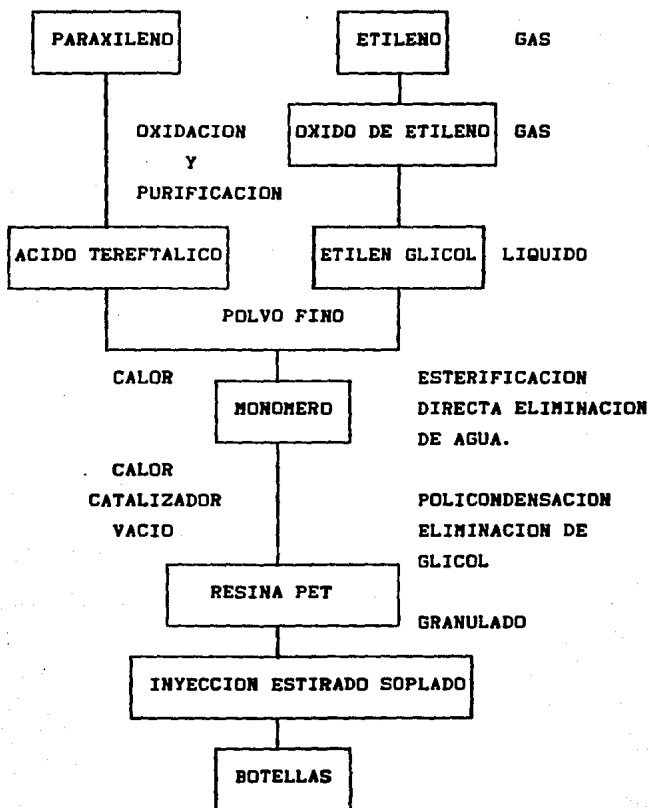 PARAXILENO ETILENO GAS
OXIDACION OXIDO DE ETILENO GAS
Y
PURIFICACION
ACIDO TEREFTALICO ETILEN GLICOL LIQUIDO
POLVO FINO
CALOR ESTERIFICACION
MONOMERO DIRECTA ELIMINACION
DE AGUA.
CALOR
CATALIZADOR POLICONDENSACION
VACIO ELIMINACION DE
GLICOL
RESINA PET
GRANULADO
INYECCION ESTIRADO SOPLADO
BOTELLAS